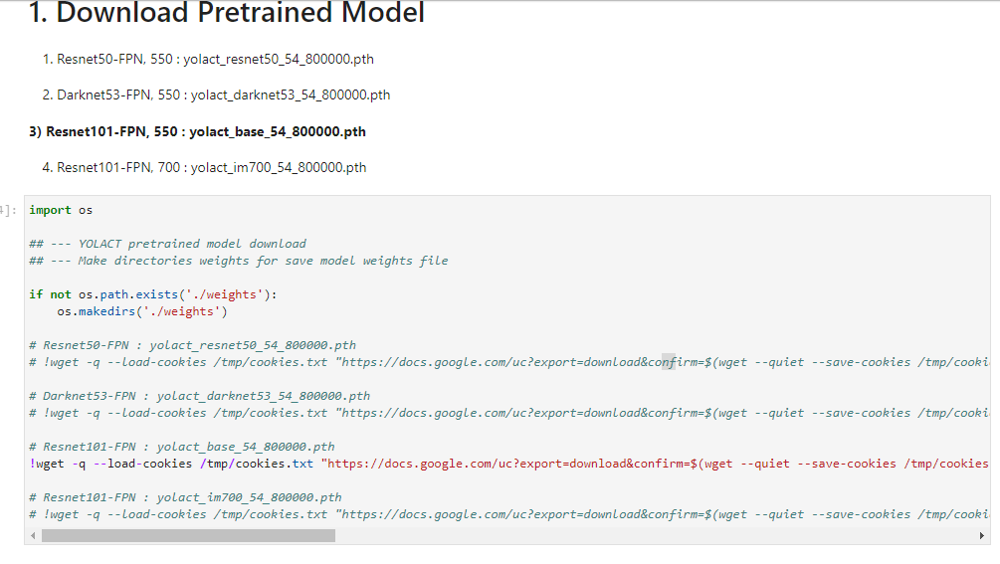 1. Download Pretrained Model
1. Resnet50-FPN, 550 : yolact_resnet50_54_800000.pth
2. Darknet53-FPN, 550 : yolact_darknet53_54_800000.pth
3) Resnet101-FPN, 550 : yolact_base_54_800000.pth
4. Resnet101-FPN, 700 : yolact_im700_54_800000.pth
4]:
import os
## --- YOLACT pretrained model download
## --- Make directories weights for save model weights file
if not os.path.exists('./weights'):
os.makedirs('./weights')
# Resnet50-FPN : yolact_resnet50_54_800000.pth
# !wget -q --load-cookies /tmp/cookies.txt "https://docs.google.com/uc?export=download&confirm=$(wget --quiet --save-cookies /tmp/cooki
# Darknet53-FPN : yolact_darknet53_54_800000.pth
# !wget -q --load-cookies /tmp/cookies.txt "https://docs.google.com/uc?export=download&confirm=$(wget --quiet --save-cookies /tmp/cooki
# Resnet101-FPN : yolact_base_54_800000.pth
!wget -q --load-cookies /tmp/cookies.txt "https://docs.google.com/uc?export=download&confirm=$(wget --quiet --save-cookies /tmp/cookies
# Resnet101-FPN : yolact_im700_54_800000.pth
# !wget -q --load-cookies /tmp/cookies.txt "https://docs.google.com/uc?export=download&confirm=$(wget --quiet --save-cookies /tmp/cooki